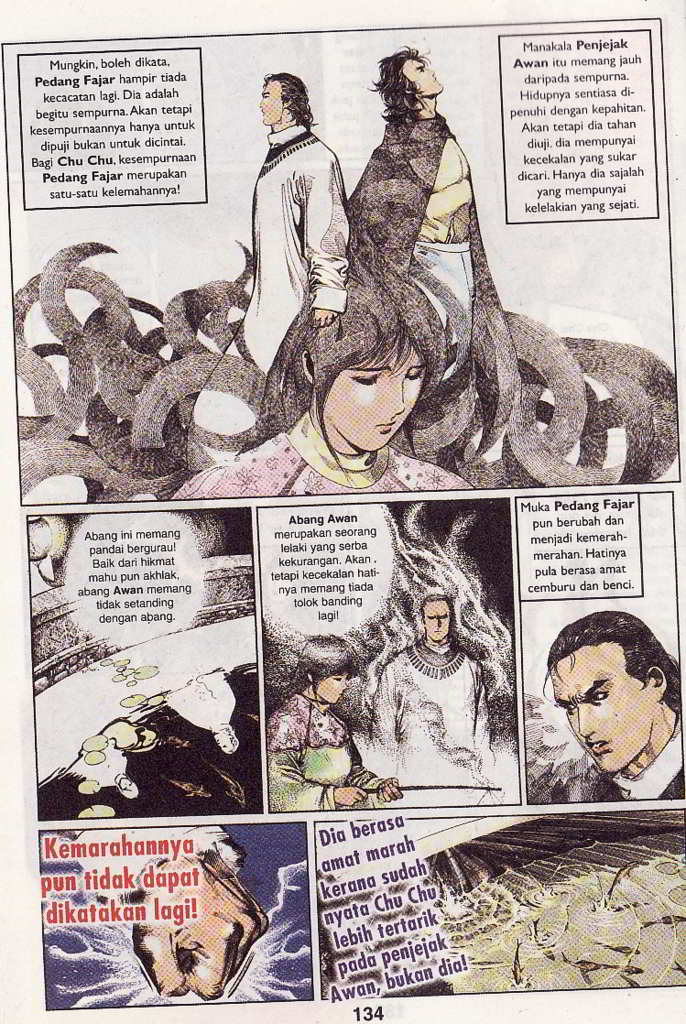 Mungkin, boleh dikata,
Pedang Fajar hampir tiada
kecacatan lagi. Dia adalah
begitu sempurna. Akan tetapi
kesempurnaannya hanya untuk
dipuji bukan untuk dicintai.
Bagi Chu Chu, kesempurnaan
Pedang Fajar merupakan
satu-satu kelemahannya!
Manakala Penjejak
Awan itu memang jauh
daripada sempurna.
Hidupnya sentiasa di-
penuhi dengan kepahitan.
Akan tetapi dia tahan
diuji. dia mempunyai
kecekalan yang sukar
dicari. Hanya dia sajalah
yang mempunyai
kelelakian yang sejati.
Abang ini memang
pandai bergurau!
Baik dari hikmat
mahu pun akhlak,
abang Awan memang
tidak setanding
dengan abang.
Abang Awan
merupakan seorang
lelaki yang serba
kekurangan. Akan
tetapi kecekalan hati-
nya memang tiada
tolok banding
lagi!
Muka Pedang Fajar
pun berubah dan
menjadi kemerah-
merahan. Hatinya
pula berasa amat
cemburu dan benci.
Kemarahannya
pun tidak dapat
dikatakan lagi!
Dia berasa
amat marah
kerana sudah
nyata Chu Chu
lebih tertarik
pada penjejak
Awan, bukan dia!
134